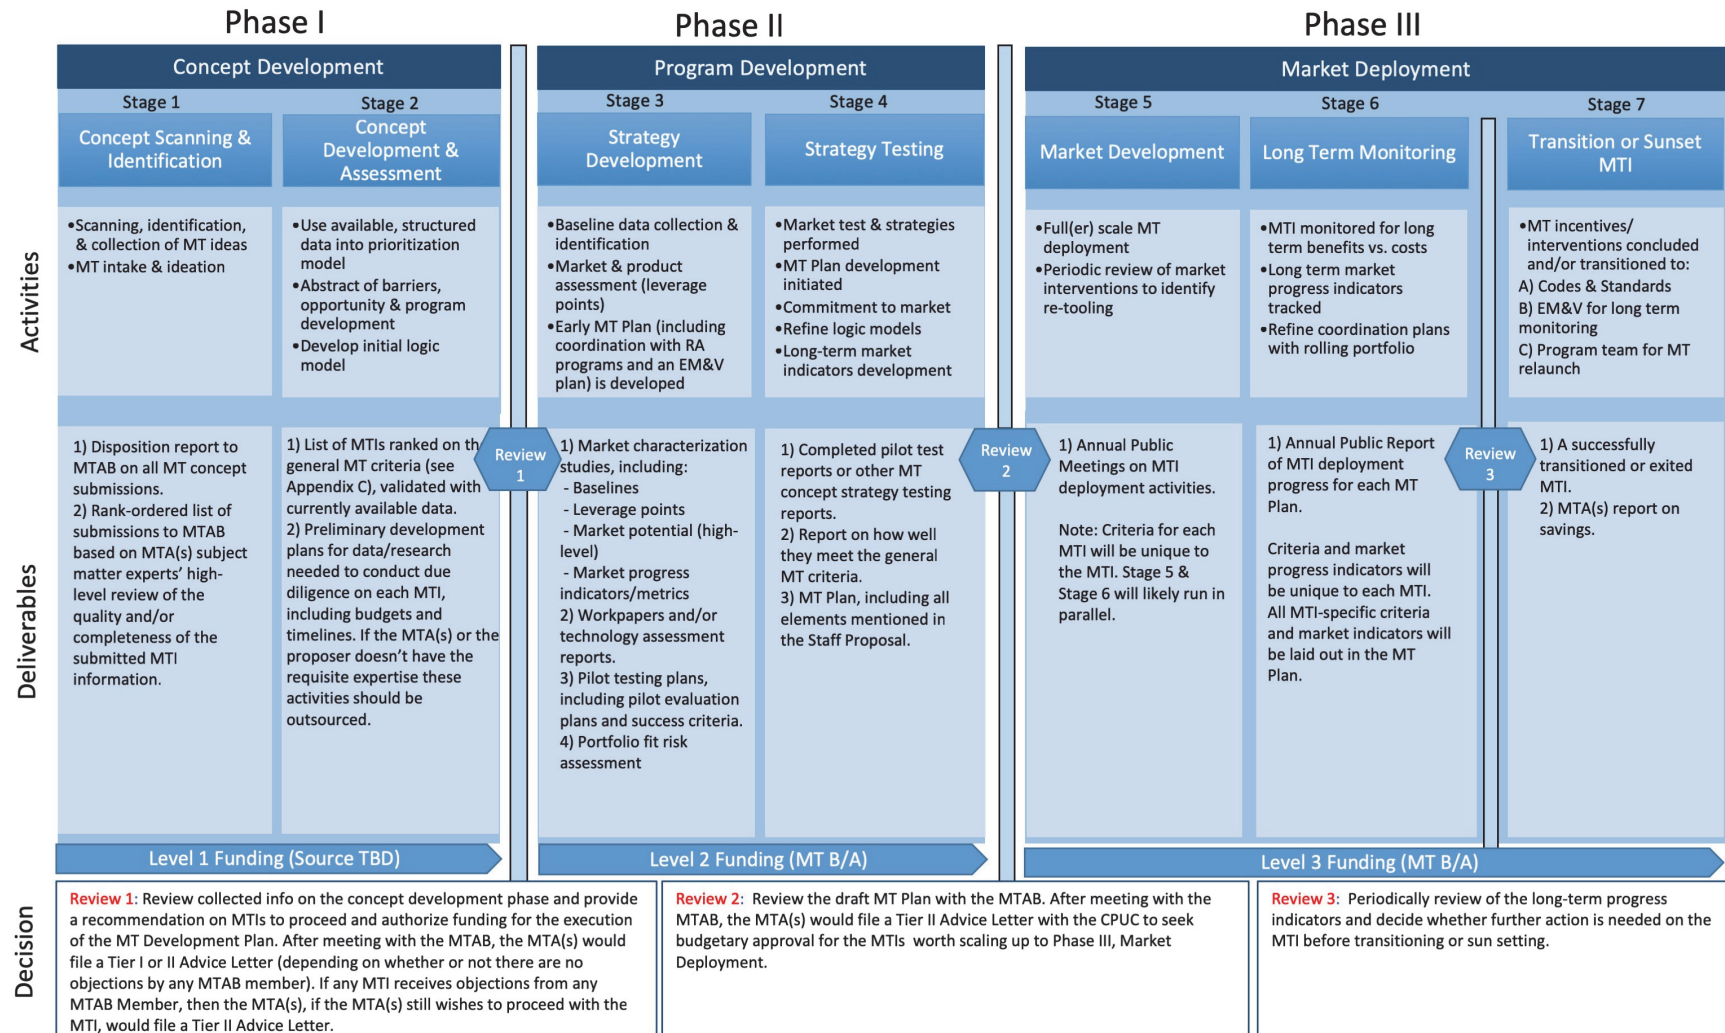 Phase I
Phase II
Phase III
Concept Development
Program Development
Market Deployment
Stage 1
Stage 2
Stage 3
Stage 4
Stage 5
Stage 6
Stage 7
Concept Scanning &
Identification
Concept
Development &
Assessment
Strategy
Development
Strategy Testing
Market Development
Long Term Monitoring
Transition or Sunset
MTI
Activities
•Scanning, identification,
& collection of MT ideas
•MT intake & ideation
•Use available, structured
data into prioritization
model
•Abstract of barriers,
opportunity & program
development
•Develop initial logic
model
•Baseline data collection &
identification
•Market & product
assessment (leverage
points)
•Early MT Plan (including
coordination with RA
programs and an EM&V
plan) is developed
•Market test & strategies
performed
•MT Plan development
initiated
•Commitment to market
•Refine logic models
•Long-term market
indicators development
•Full(er) scale MT
deployment
•Periodic review of market
interventions to identify
re-tooling
•MTI monitored for long
term benefits vs. costs
•Long term market
progress indicators
tracked
•Refine coordination plans
with rolling portfolio
•MT incentives/
interventions concluded
and/or transitioned to:
A) Codes & Standards
B) EM&V for long term
monitoring
C) Program team for MT
relaunch
Deliverables
1) Disposition report to
MTAB on all MT concept
submissions.
2) Rank-ordered list of
submissions to MTAB
based on MTA(s) subject
matter experts’ high-
level review of the
quality and/or
completeness of the
submitted MTI
information.
1) List of MTIs ranked on th
general MT criteria (see
Appendix C), validated with
currently available data.
2) Preliminary development
plans for data/research
needed to conduct due
diligence on each MTI,
including budgets and
timelines. If the MTA(s) or the
proposer doesn’t have the
requisite expertise these
activities should be
outsourced.
Review
1
1) Market characterization
studies, including:
- Baselines
- Leverage points
- Market potential (high-
level)
- Market progress
indicators/metrics
2) Workpapers and/or
technology assessment
reports.
3) Pilot testing plans,
including pilot evaluation
plans and success criteria.
4) Portfolio fit risk
assessment
1) Completed pilot test
reports or other MT
concept strategy testing
reports.
2) Report on how well
they meet the general
MT criteria.
3) MT Plan, including all
elements mentioned in
the Staff Proposal.
Review
2
1) Annual Public
Meetings on MTI
deployment activities.
Note: Criteria for each
MTI will be unique to
the MTI. Stage 5 &
Stage 6 will likely run in
parallel.
1) Annual Public Report
of MTI deployment
progress for each MT
Plan.
Criteria and market
progress indicators will
be unique to each MTI.
All MTI-specific criteria
and market indicators will
be laid out in the MT
Plan.
Review
3
1) A successfully
transitioned or exited
MTI.
2) MTA(s) report on
savings.
Level 1 Funding (Source TBD)
Level 2 Funding (MT B/A)
Level 3 Funding (MT B/A)
Decision
Review 1: Review collected info on the concept development phase and provide
a recommendation on MTIs to proceed and authorize funding for the execution
of the MT Development Plan. After meeting with the MTAB, the MTA(s) would
file a Tier I or II Advice Letter (depending on whether or not there are no
objections by any MTAB member). If any MTI receives objections from any
MTAB Member, then the MTA(s), if the MTA(s) still wishes to proceed with the
MTI, would file a Tier II Advice Letter.
Review 2: Review the draft MT Plan with the MTAB. After meeting with the
MTAB, the MTA(s) would file a Tier II Advice Letter with the CPUC to seek
budgetary approval for the MTIs worth scaling up to Phase III, Market
Deployment.
Review 3: Periodically review of the long-term progress
indicators and decide whether further action is needed on the
MTI before transitioning or sun setting.